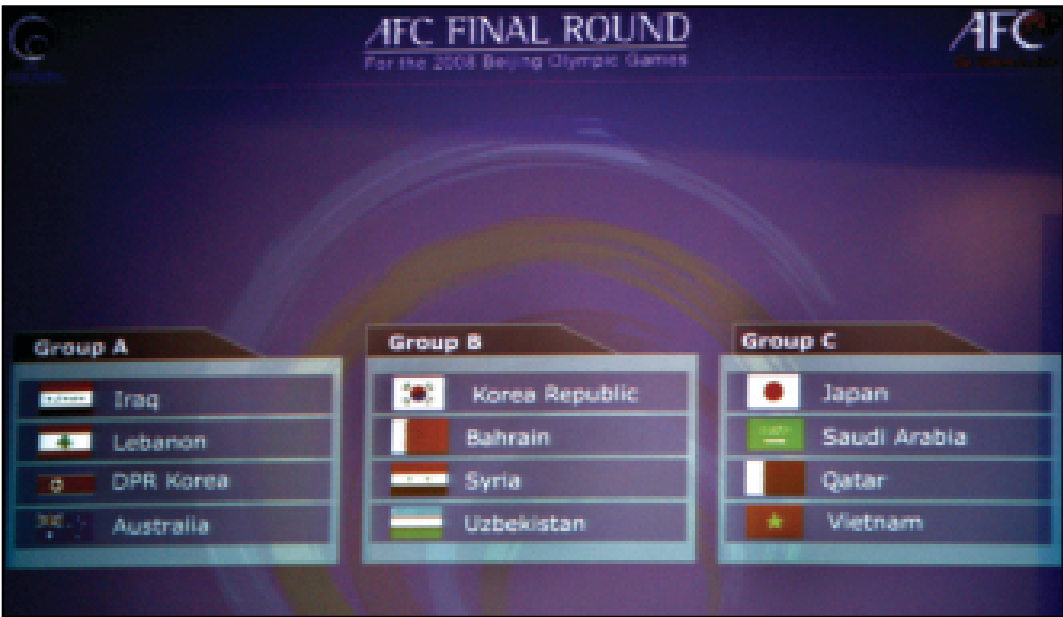 AFC FINAL ROUND
For the 2008 Beijing Olympic Games
AFC
Group A
Iraq
Lebanon
DPR Korea
Australia
Group B
Korea Republic
Bahrain
Syria
Uzbekistan
Group C
Japan
Saudi Arabia
Qatar
Vietnam